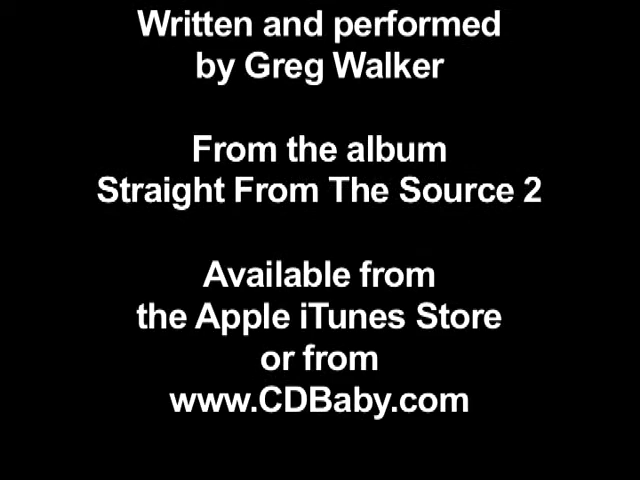 Written and performed
by Greg Walker
From the album
Straight From The Source 2
Available from
the Apple iTunes Store
or from
www.CDBaby.com